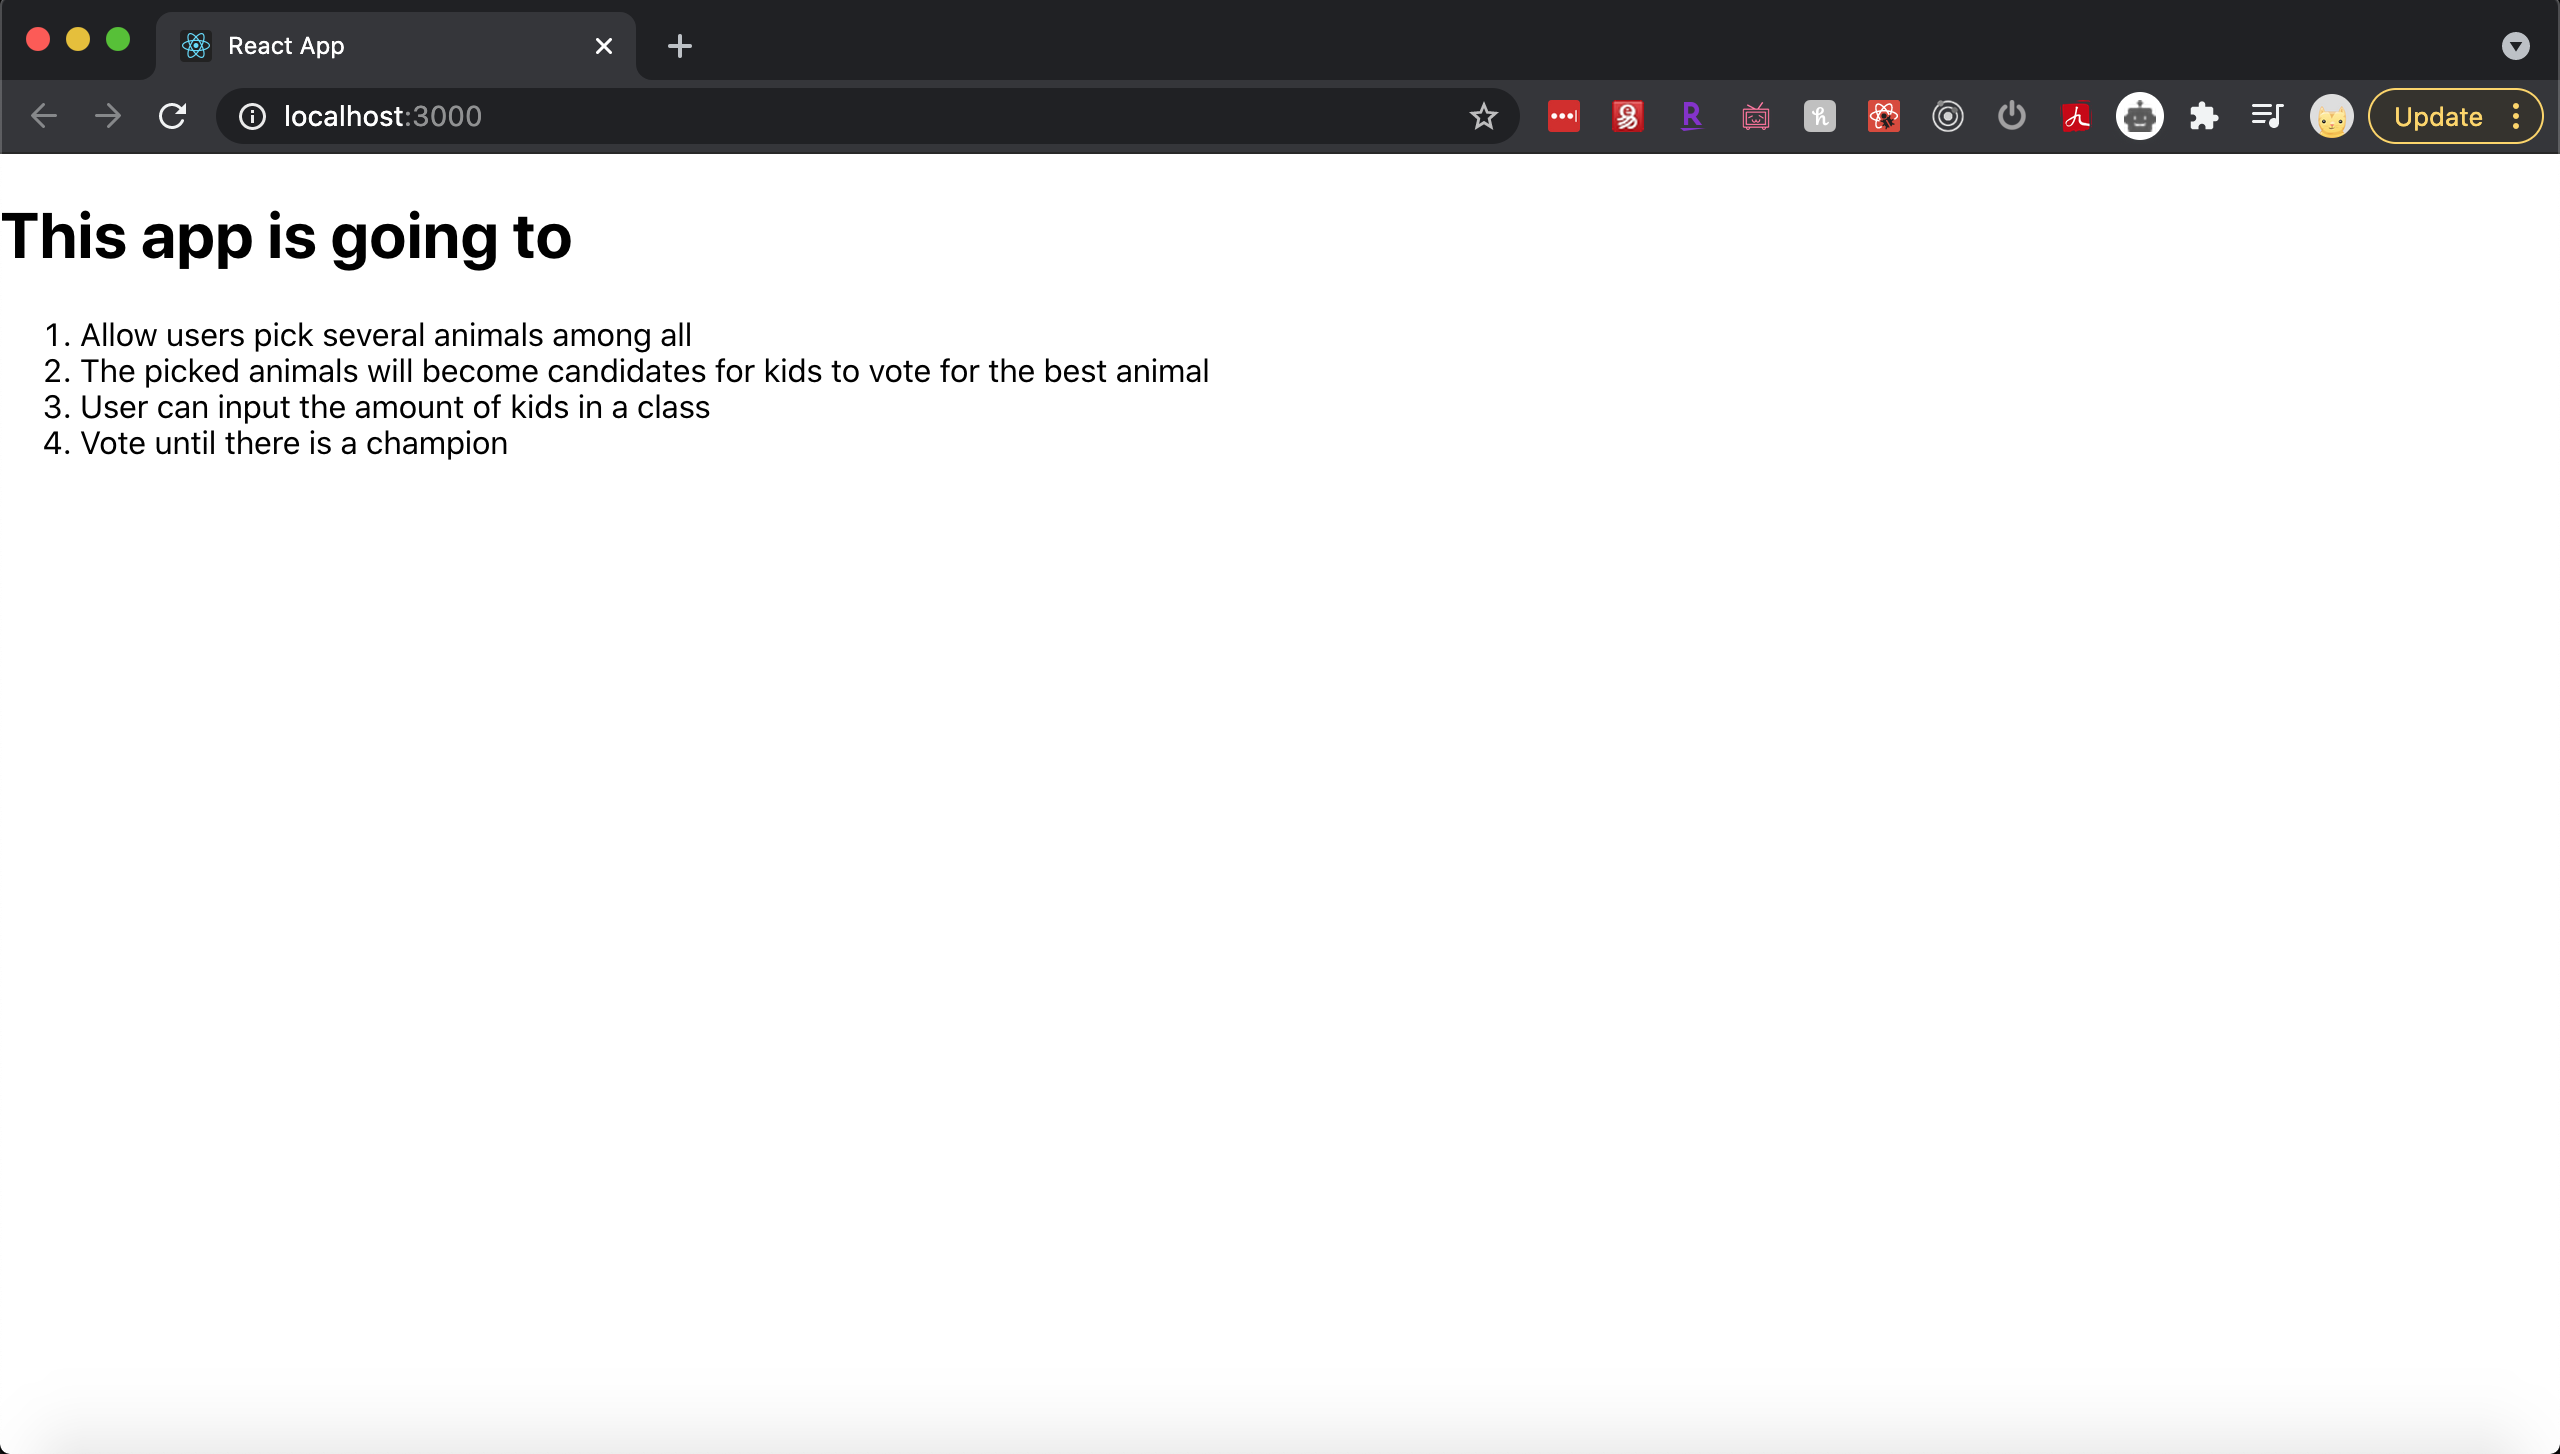 React App
localhost:3000
Update
This app is going to
1. Allow users pick several animals among all
2. The picked animals will become candidates for kids to vote for the best animal
3. User can input the amount of kids in a class
4. Vote until there is a champion